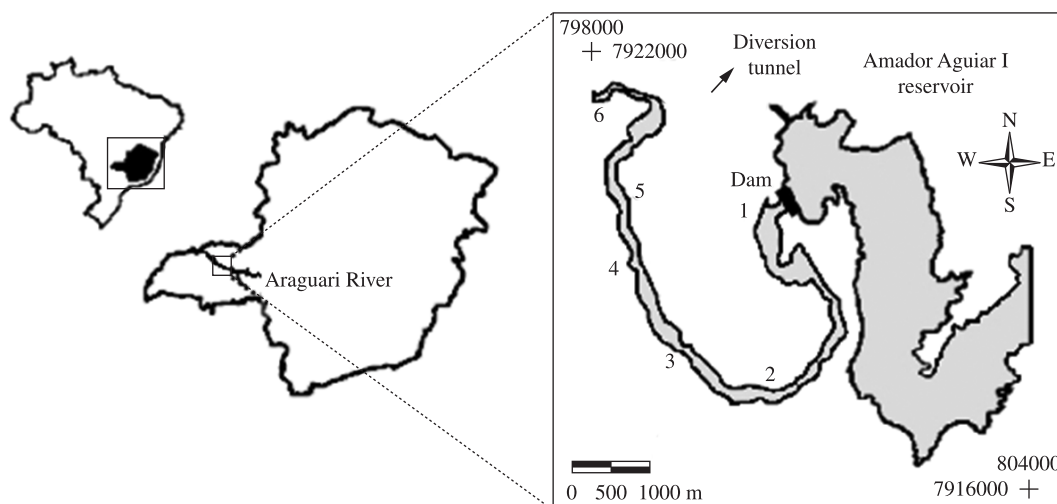 798000
7922000
Diversion
tunnel
Amador Aguiar I
reservoir
N
W E
S
6
5
Dam
1
4
Araguari River
3
2
0 500 1000 m
804000
7916000